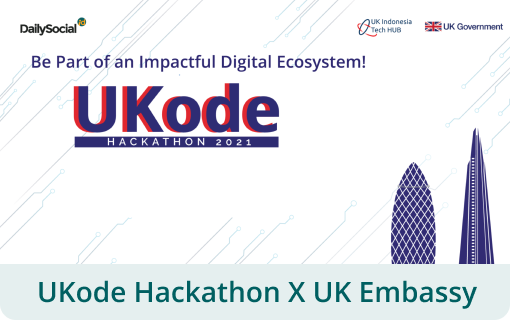 DailySocial.id
UK Indonesia
Tech HUB
UK Government
Be Part of an Impactful Digital Ecosystem!
UKode
HACKATHON 2021
UKode Hackathon X UK Embassy